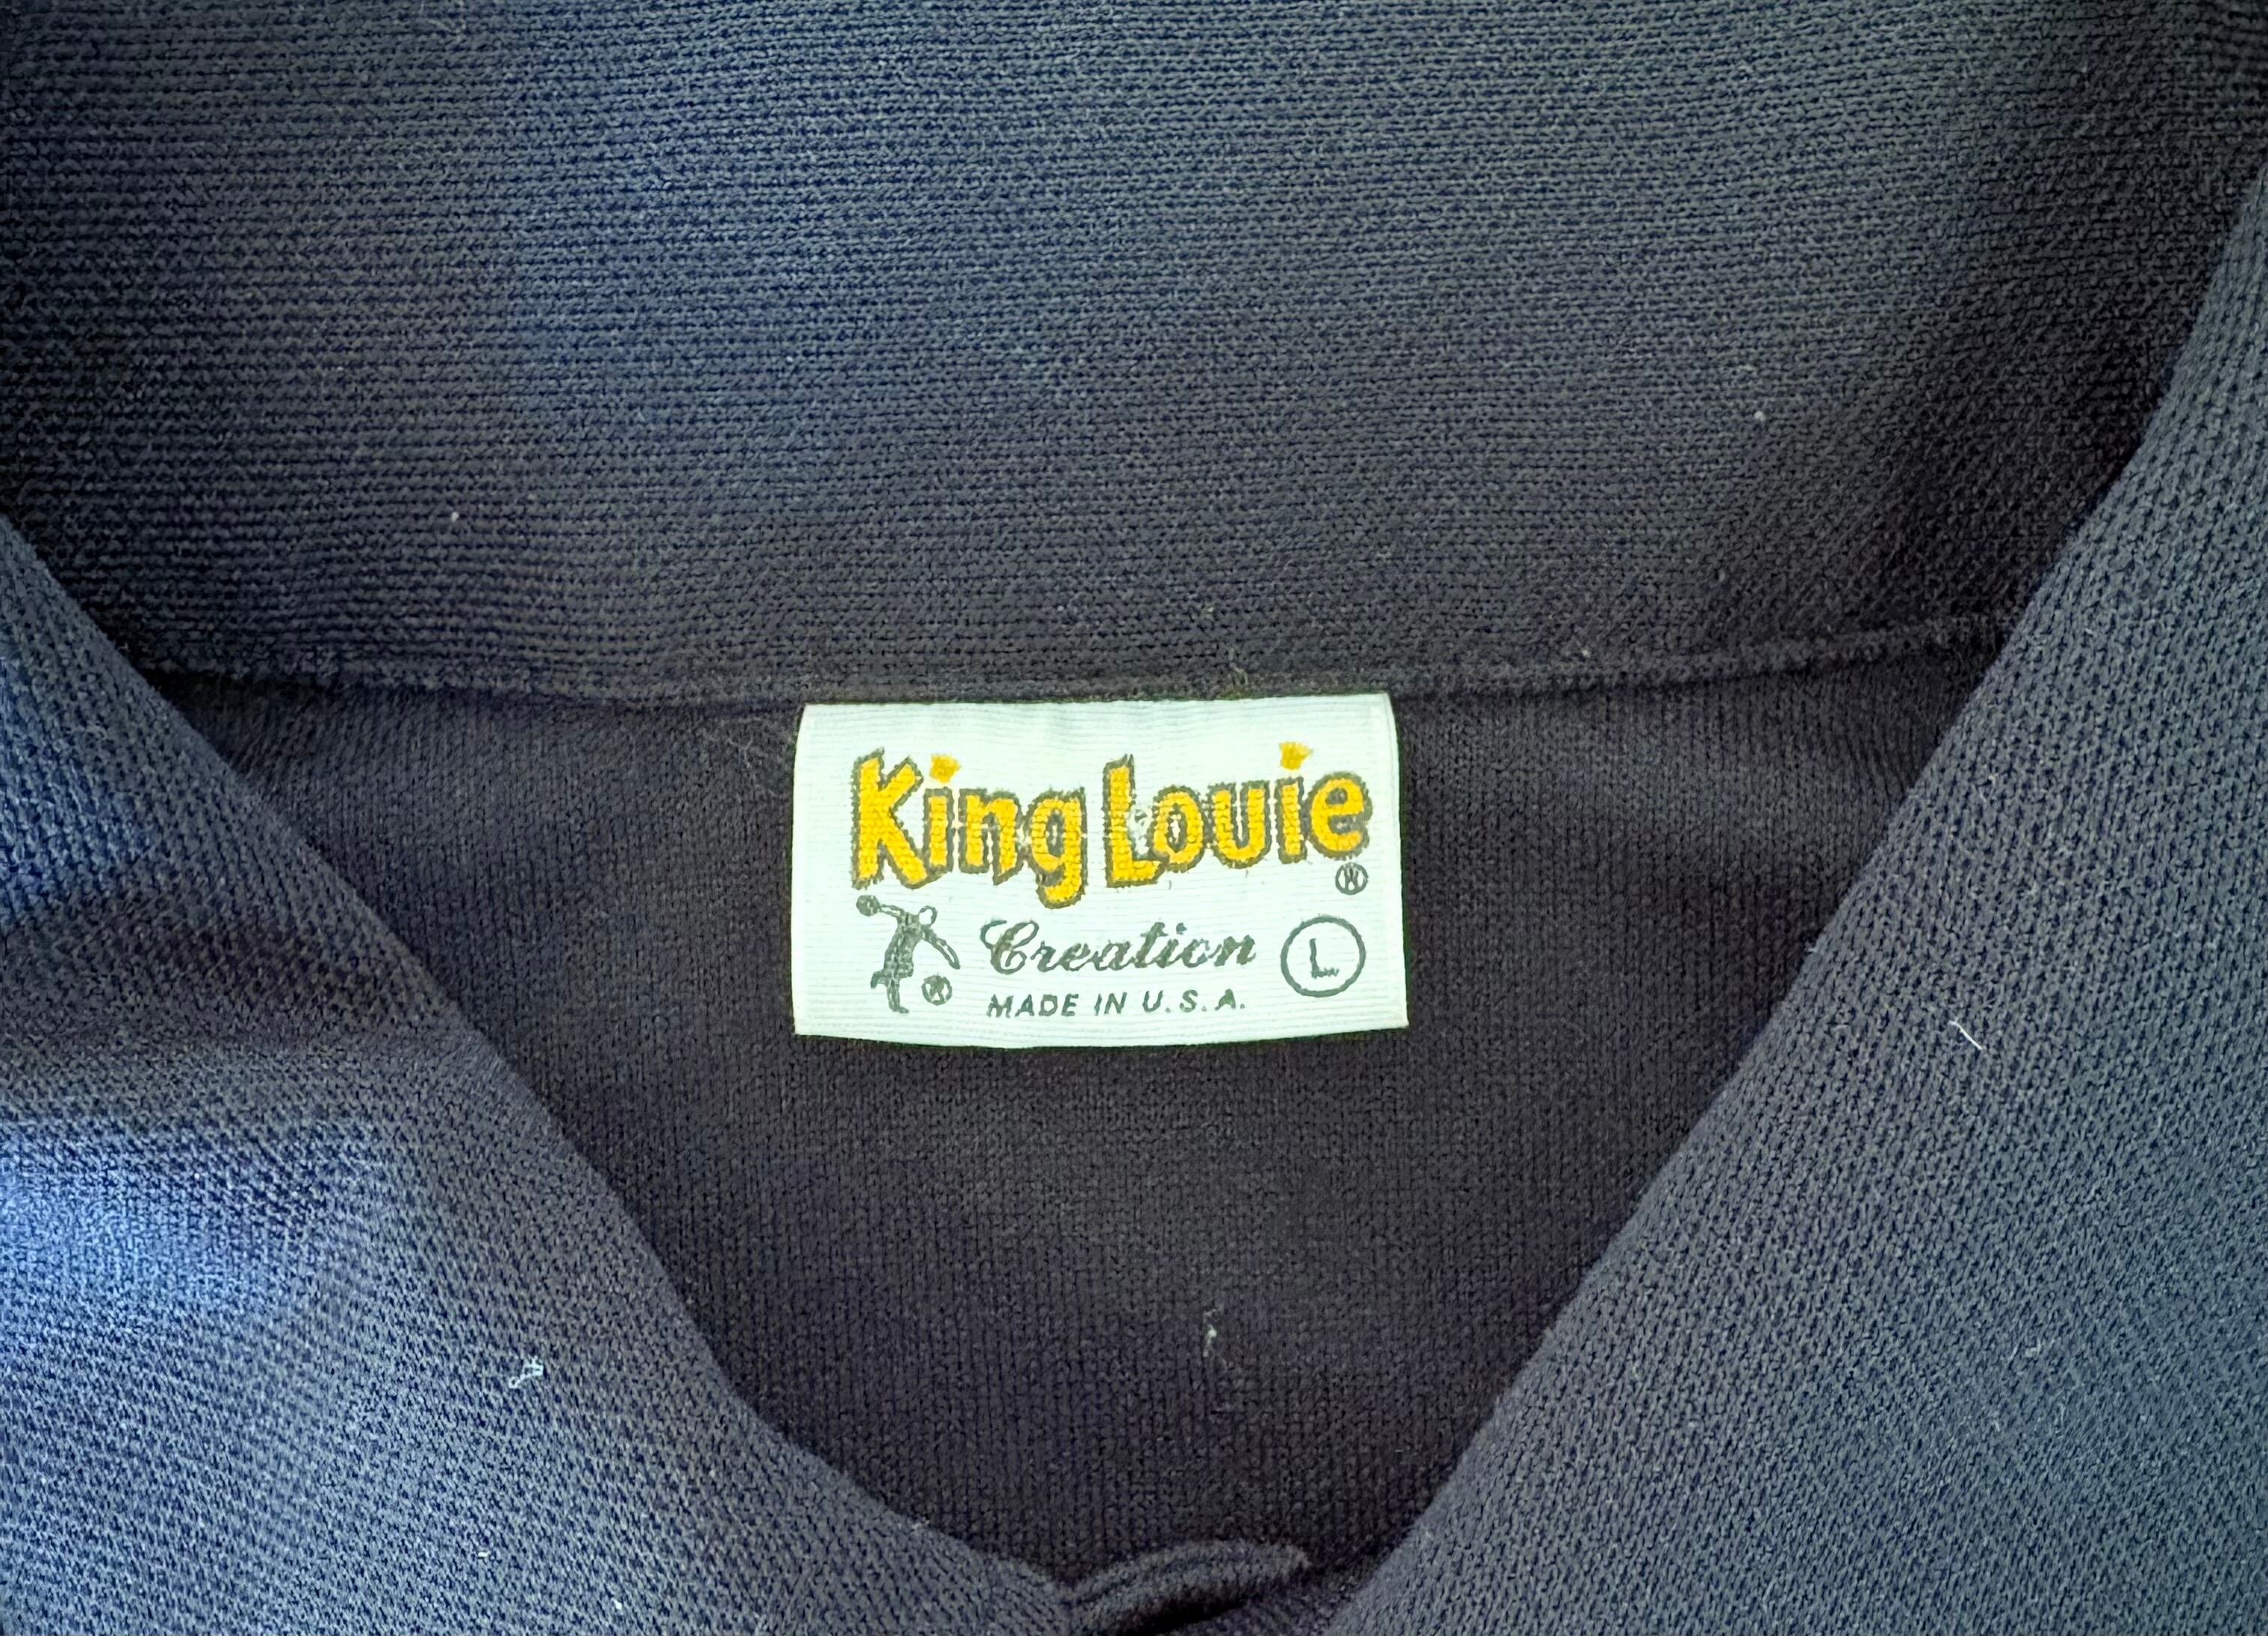 King Louie
®
Creation L
MADE IN U.S.A.